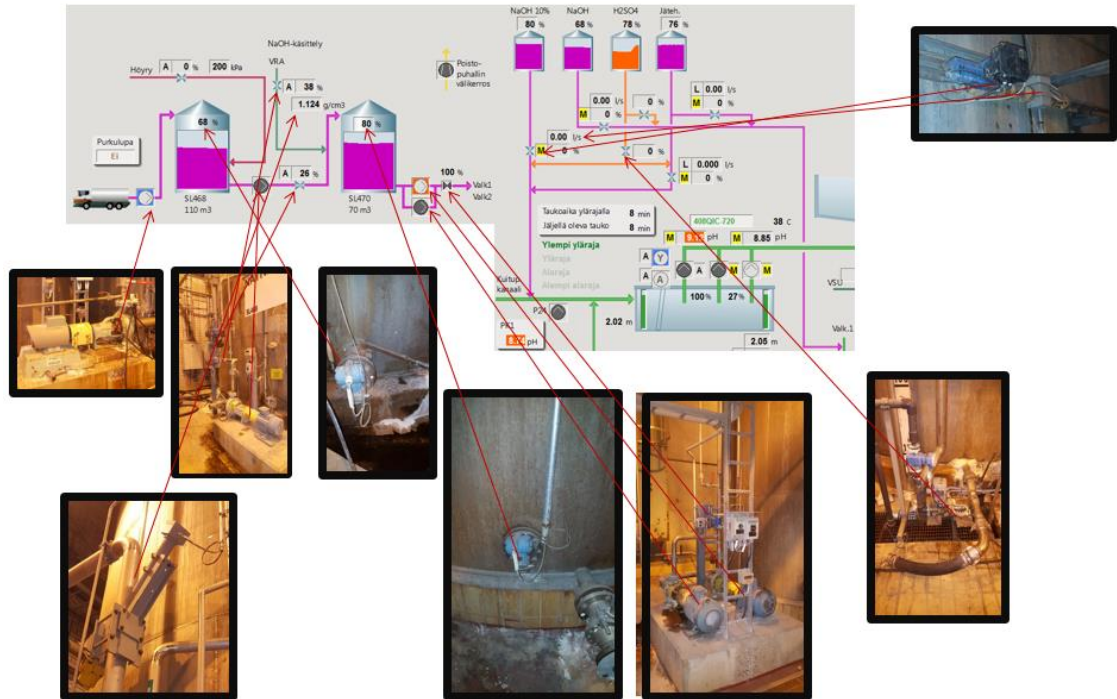 NaOH-käsittely
Höyry
A 0 % 200 kPa
VRA
A 38 %
1.124 g/cm3
68 %
80 %
Purkulupa
Ei
A 26 %
SL468
110 m3
SL470
70 m3
100 %
Valk1
Valk2
Poisto-
puhallin
välikerros
NaOH 10% NaOH H2SO4 Jäteh.
80 % 68 % 78 % 76 %
L 0.00 l/s
M 0 %
0.00 l/s 0 %
M 0 %
0.00 l/s
M 0 % 0 %
L 0.000 l/s
M 0 %
Taukoaika ylärajalla 8 min
Jäljellä oleva tauko 8 min
Ylempi yläraja
Yläraja
Alaraja
Alempi alaraja
408QIC-720 38 C
M pH M 8.85 pH
A Y A M M
A A
100 % 27 %
Kuitup
kanaali
P24
2.02 m
PK1
pH
2.05 m
VSU
Valk.1